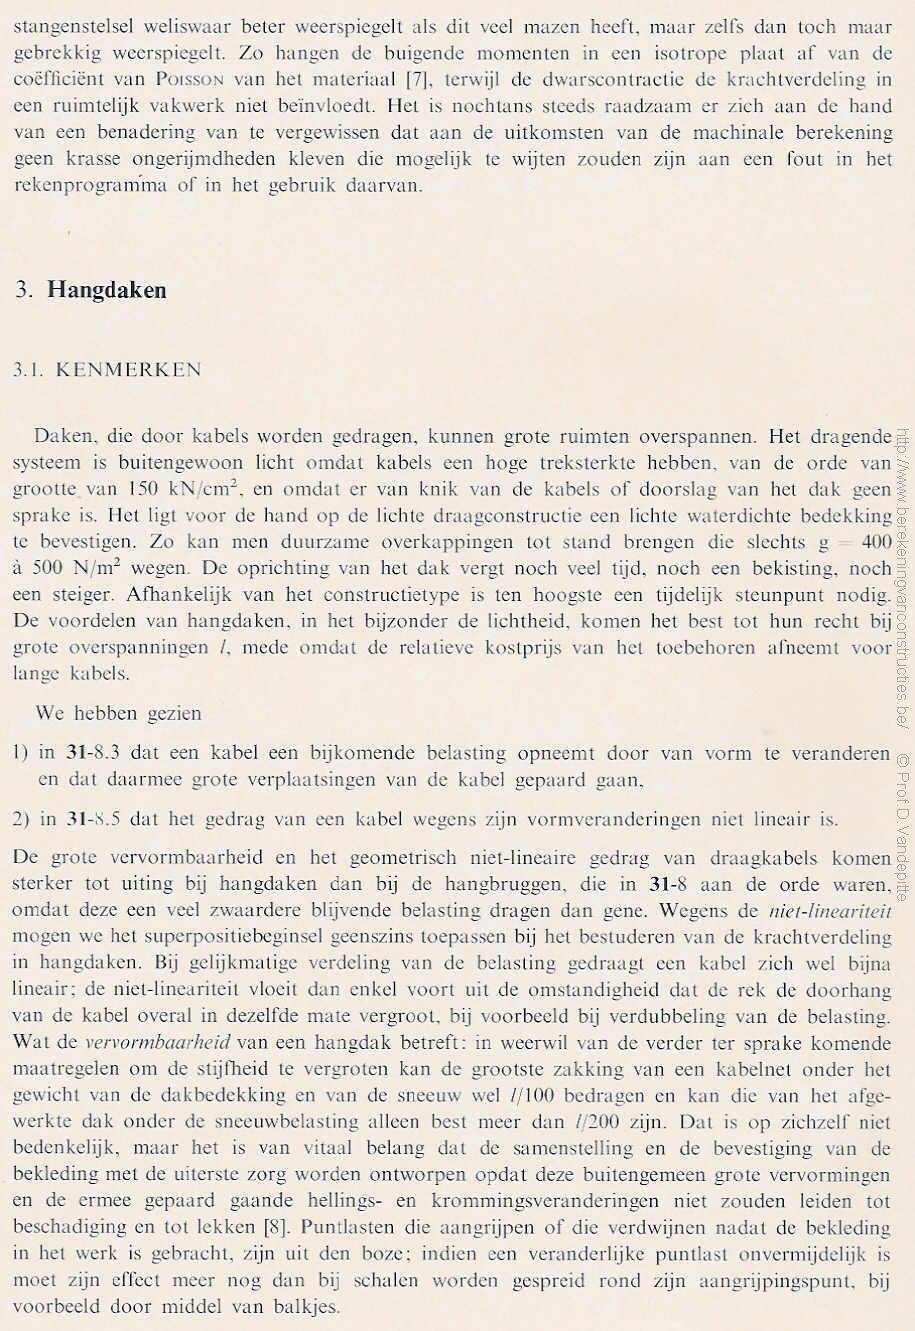 stangenstelsel weliswaar beter weerspiegelt als dit veel mazen heeft, maar zelfs dan toch maar
gebrekkig weerspiegelt. Zo hangen de buigende momenten in een isotrope plaat af van de
coëfficiënt van POISSON van het materiaal [7], terwijl de dwarscontractie de krachtverdeling in
een ruimtelijk vakwerk niet beïnvloedt. Het is nochtans steeds raadzaam er zich aan de hand
van een benadering van te vergewissen dat aan de uitkomsten van de machinale berekening
geen krasse ongerijmdheden kleven die mogelijk te wijten zouden zijn aan een fout in het
rekenprogramma of in het gebruik daarvan.
3. Hangdaken
3.1. KENMERKEN
Daken, die door kabels worden gedragen, kunnen grote ruimten overspannen. Het dragende
systeem is buitengewoon licht omdat kabels een hoge treksterkte hebben, van de orde van
grootte van 150 kN/cm², en omdat er van knik van de kabels of doorslag van het dak geen
sprake is. Het ligt voor de hand op de lichte draagconstructie een lichte waterdichte bedekking
te bevestigen. Zo kan men duurzame overkappingen tot stand brengen die slechts g = 400
à 500 N/m² wegen. De oprichting van het dak vergt noch veel tijd, noch een bekisting, noch
een steiger. Afhankelijk van het constructietype is ten hoogste een tijdelijk steunpunt nodig.
De voordelen van hangdaken, in het bijzonder de lichtheid, komen het best tot hun recht bij
grote overspanningen l, mede omdat de relatieve kostprijs van het toebehoren afneemt voor
lange kabels.
We hebben gezien
1) in 31-8.3 dat een kabel een bijkomende belasting opneemt door van vorm te veranderen
en dat daarmee grote verplaatsingen van de kabel gepaard gaan,
2) in 31-8.5 dat het gedrag van een kabel wegens zijn vormveranderingen niet lineair is.
De grote vervormbaarheid en het geometrisch niet-lineaire gedrag van draagkabels komen
sterker tot uiting bij hangdaken dan bij de hangbruggen, die in 31-8 aan de orde waren,
omdat deze een veel zwaardere blijvende belasting dragen dan gene. Wegens de niet-lineariteit
mogen we het superpositiebeginsel geenszins toepassen bij het bestuderen van de krachtverdeling
in hangdaken. Bij gelijkmatige verdeling van de belasting gedraagt een kabel zich wel bijna
lineair; de niet-lineariteit vloeit dan enkel voort uit de omstandigheid dat de rek de doorhang
van de kabel overal in dezelfde mate vergroot, bij voorbeeld bij verdubbeling van de belasting.
Wat de vervormbaarheid van een hangdak betreft: in weerwil van de verder ter sprake komende
maatregelen om de stijfheid te vergroten kan de grootste zakking van een kabelnet onder het
gewicht van de dakbedekking en van de sneeuw wel l/100 bedragen en kan die van het afge-
werkte dak onder de sneeuwbelasting alleen best meer dan l/200 zijn. Dat is op zichzelf niet
bedenkelijk, maar het is van vitaal belang dat de samenstelling en de bevestiging van de
bekleding met de uiterste zorg worden ontworpen opdat deze buitengemeen grote vervormingen
en de ermee gepaard gaande hellings- en krommingsveranderingen niet zouden leiden tot
beschadiging en tot lekken [8]. Puntlasten die aangrijpen of die verdwijnen nadat de bekleding
in het werk is gebracht, zijn uit den boze; indien een veranderlijke puntlast onvermijdelijk is
moet zijn effect meer nog dan bij schalen worden gespreid rond zijn aangrijpingspunt, bij
voorbeeld door middel van balkjes.
http://www.berekeningvanconstructies.be/ © Prof.D. Vandepitte